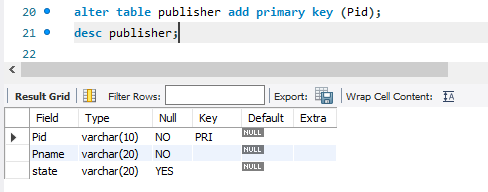 20 alter table publisher add primary key (Pid);
21 desc publisher;
22
Result Grid Filter Rows: Export: Wrap Cell Content: IA
Field Type Null Key Default Extra
Pid varchar(10) NO PRI NULL
Pname varchar(20) NO NULL
state varchar(20) YES NULL